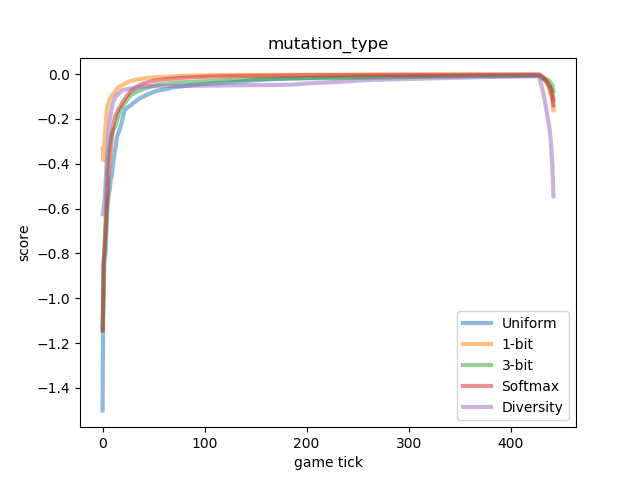 mutation_type
0.0
−0.2
−0.4
−0.6
−0.8
−1.0
−1.2
−1.4
score
0
100
200
300
400
game tick
Uniform
1-bit
3-bit
Softmax
Diversity